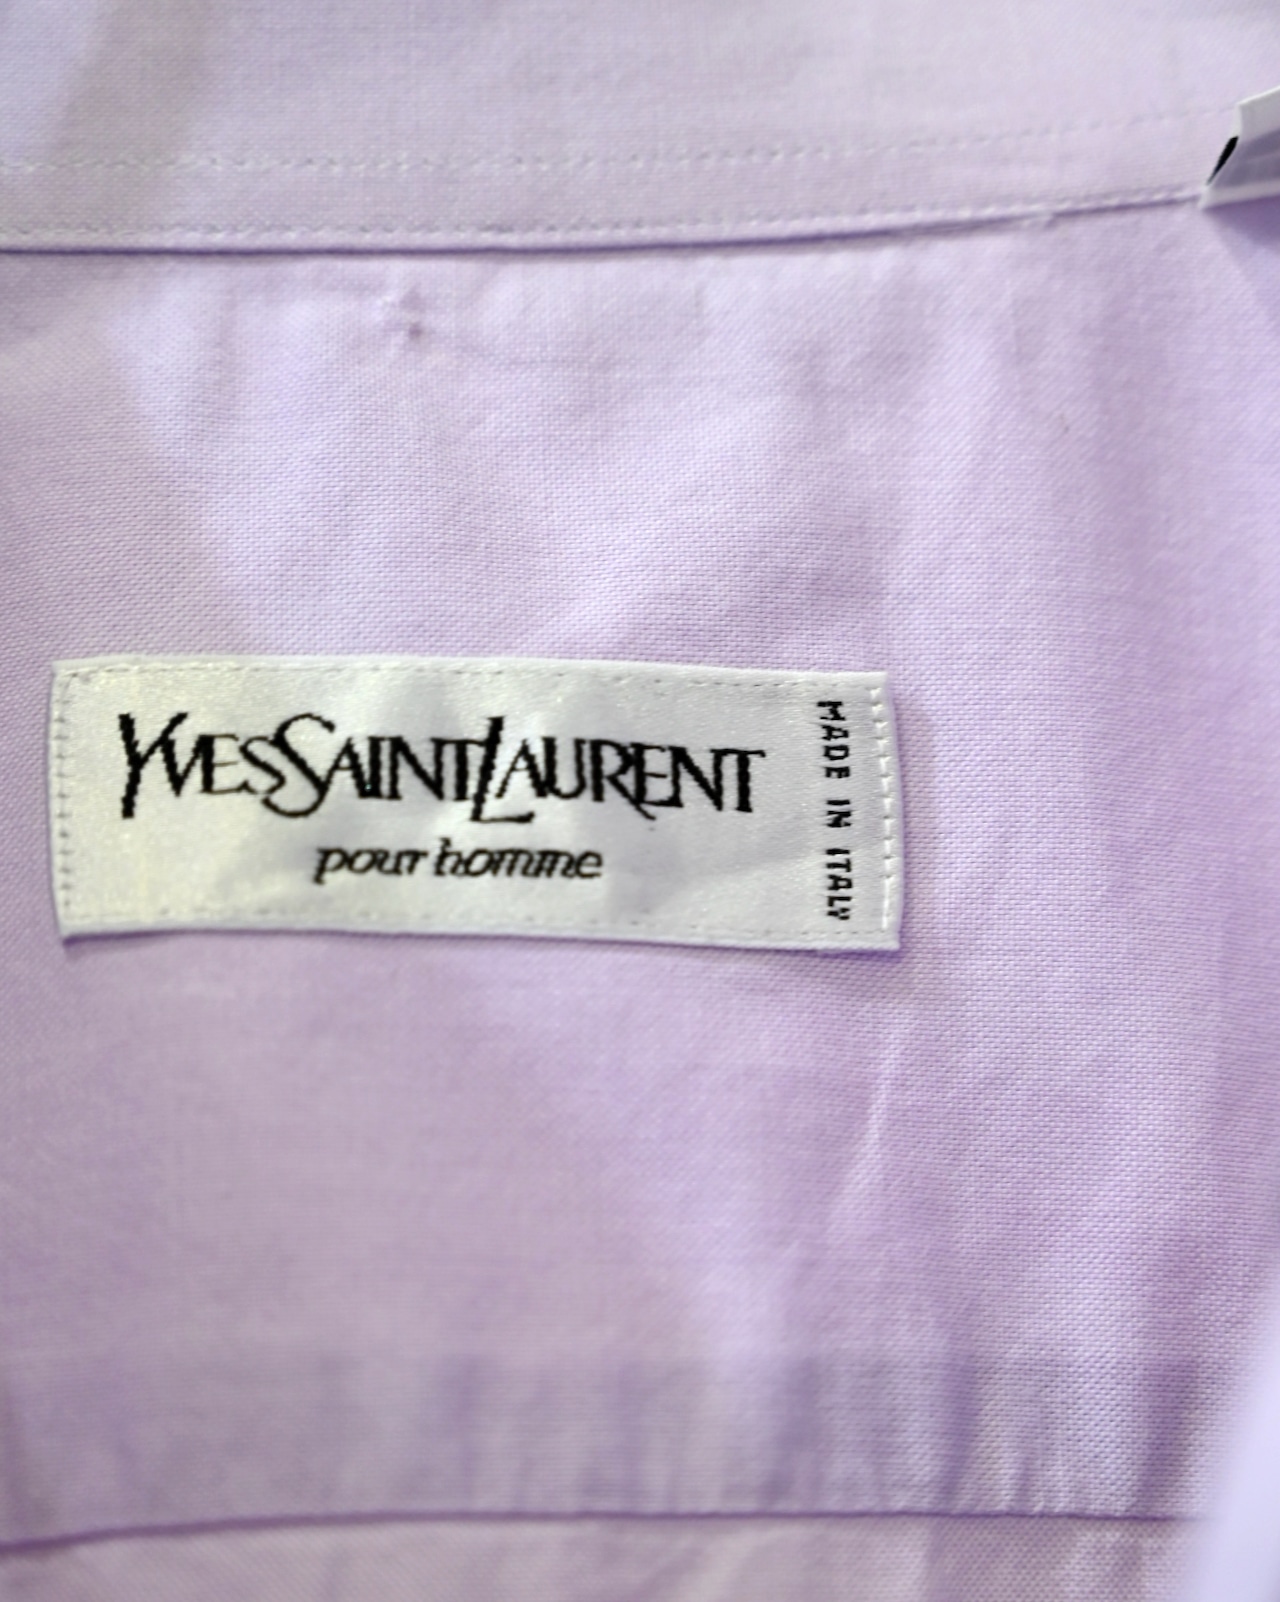 YVESSAINTLAURENT
pour homme
MADE IN ITALY